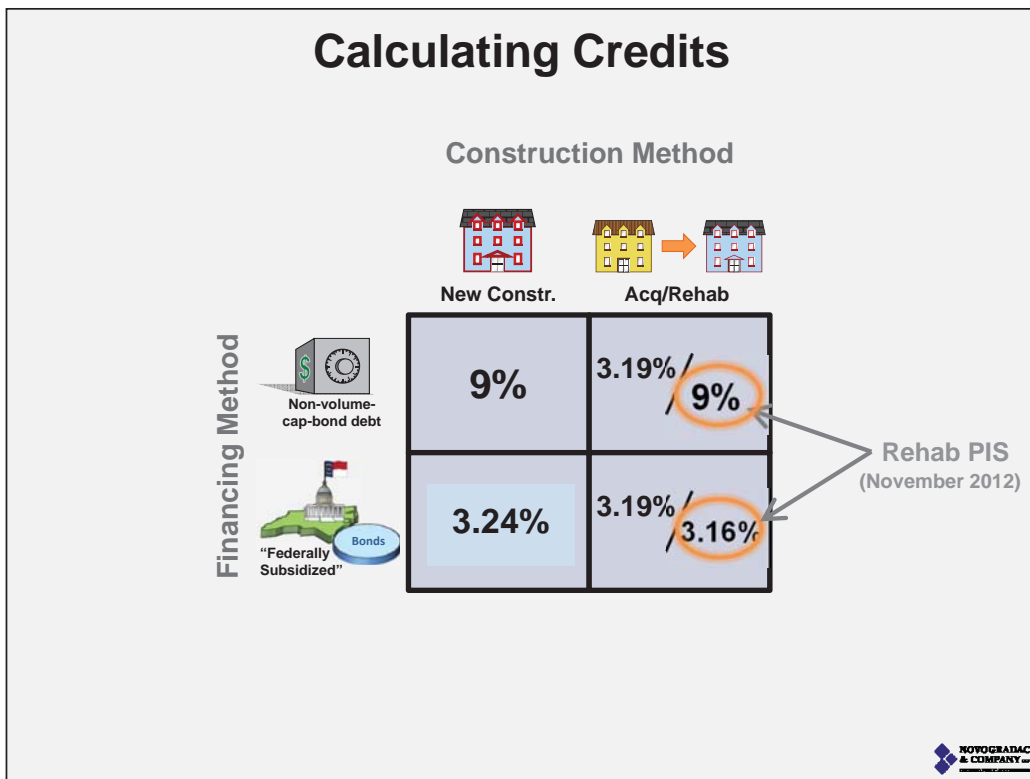 Calculating Credits
Construction Method
New Constr.
Acq/Rehab
Financing Method
$
Non-volume-
cap-bond debt
9%
3.19%/
9%
Rehab PIS
(November 2012)
Bonds
"Federally
Subsidized"
3.24%
3.19%/
3.16%
NOVOGRADAC
& COMPANY